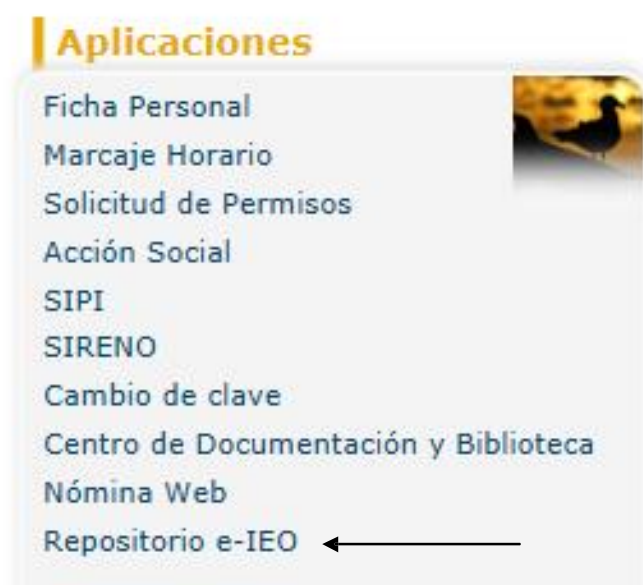 Aplicaciones
Ficha Personal
Marcaje Horario
Solicitud de Permisos
Acción Social
SIPI
SIRENO
Cambio de clave
Centro de Documentación y Biblioteca
Nómina Web
Repositorio e-IEO